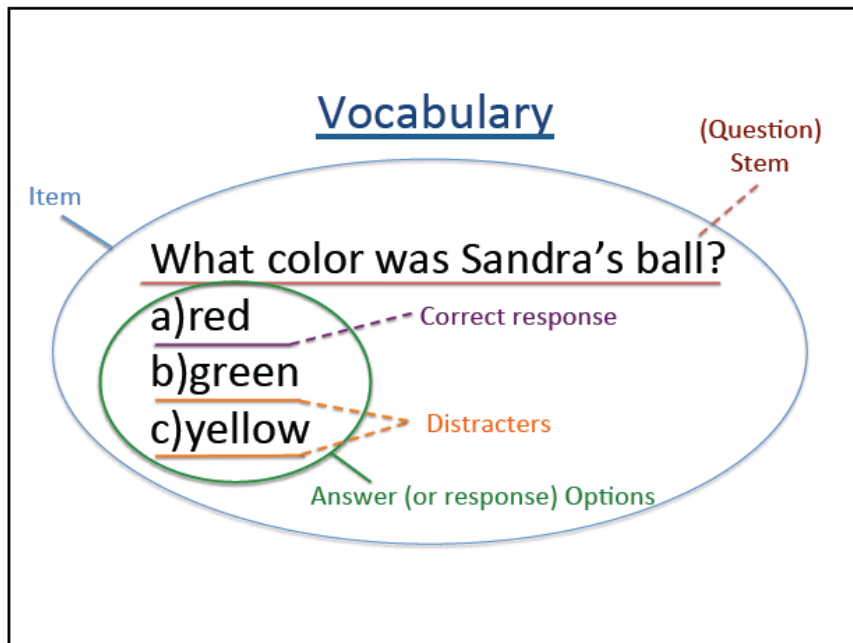 Vocabulary
(Question)
Stem
Item
What color was Sandra’s ball?
a)red
Correct response
b)green
c)yellow
Distracters
Answer (or response) Options